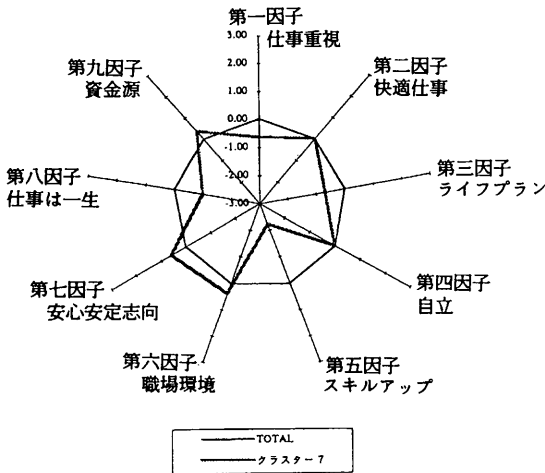 第一因子
仕事重視
第二因子
快適仕事
第三因子
ライフプラン
第四因子
自立
第五因子
スキルアップ
第六因子
職場環境
第七因子
安心安定志向
第八因子
仕事は一生
第九因子
資金源
3.00
2.00
1.00
0.00
-1.00
-2.00
-3.00
TOTAL
クラスター7